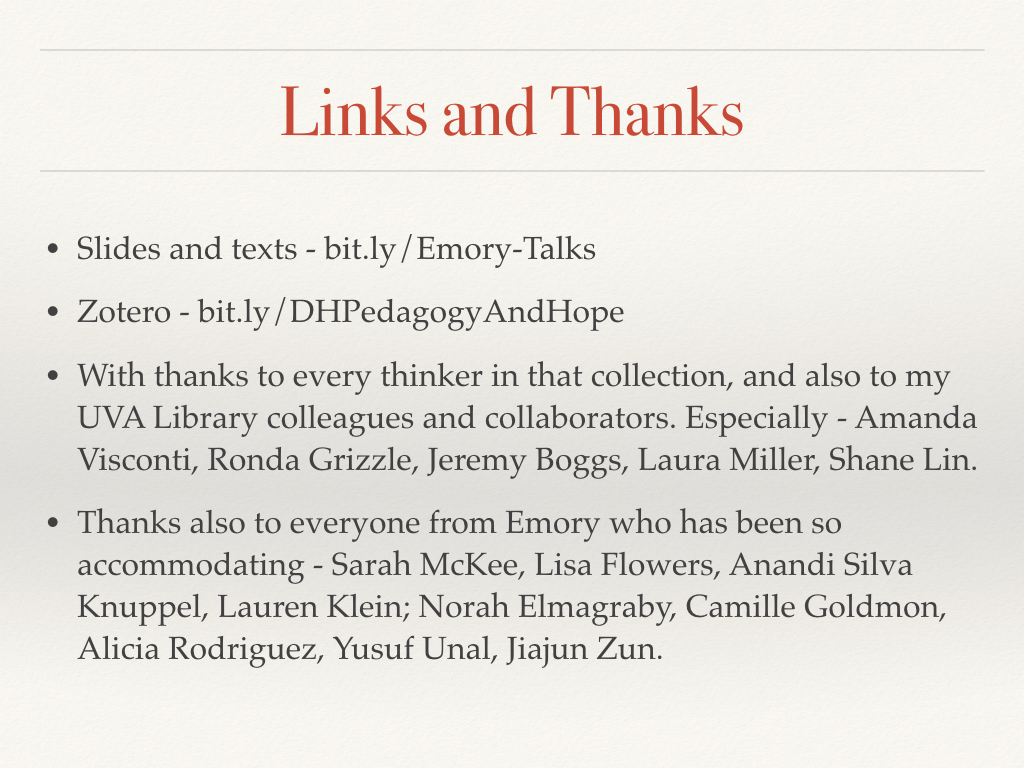 Links and Thanks
• Slides and texts - bit.ly/Emory-Talks
• Zotero - bit.ly/DHPedagogyAndHope
• With thanks to every thinker in that collection, and also to my
UVA Library colleagues and collaborators. Especially - Amanda
Visconti, Ronda Grizzle, Jeremy Boggs, Laura Miller, Shane Lin.
• Thanks also to everyone from Emory who has been so
accommodating - Sarah McKee, Lisa Flowers, Anandi Silva
Knuppel, Lauren Klein; Norah Elmagraby, Camille Goldmon,
Alicia Rodriguez, Yusuf Unal, Jiajun Zun.